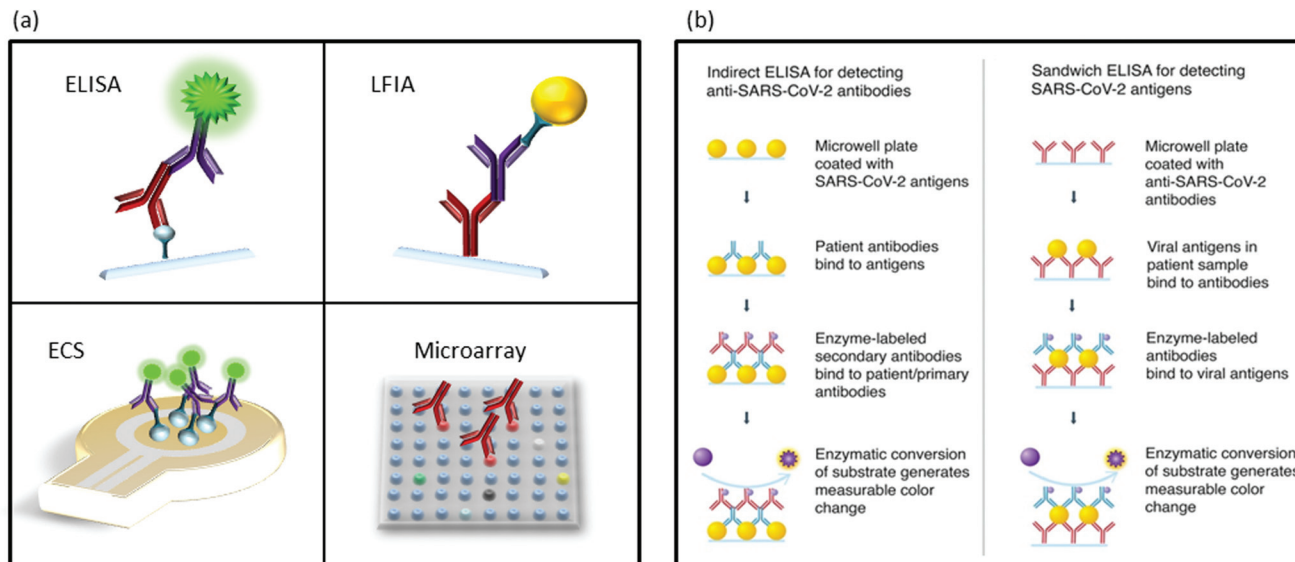 (a)
ELISA
LFIA
ECS
Microarray
(b)
Indirect ELISA for detecting
anti-SARS-CoV-2 antibodies
Microwell plate
coated with
SARS-CoV-2 antigens
Patient antibodies
bind to antigens
Enzyme-labeled
secondary antibodies
bind to patient/primary
antibodies
Enzymatic conversion
of substrate generates
measurable color
change
Sandwich ELISA for detecting
SARS-CoV-2 antigens
Microwell plate
coated with
anti-SARS-CoV-2
antibodies
Viral antigens in
patient sample
bind to antibodies
Enzyme-labeled
antibodies
bind to viral antigens
Enzymatic conversion
of substrate generates
measurable color
change